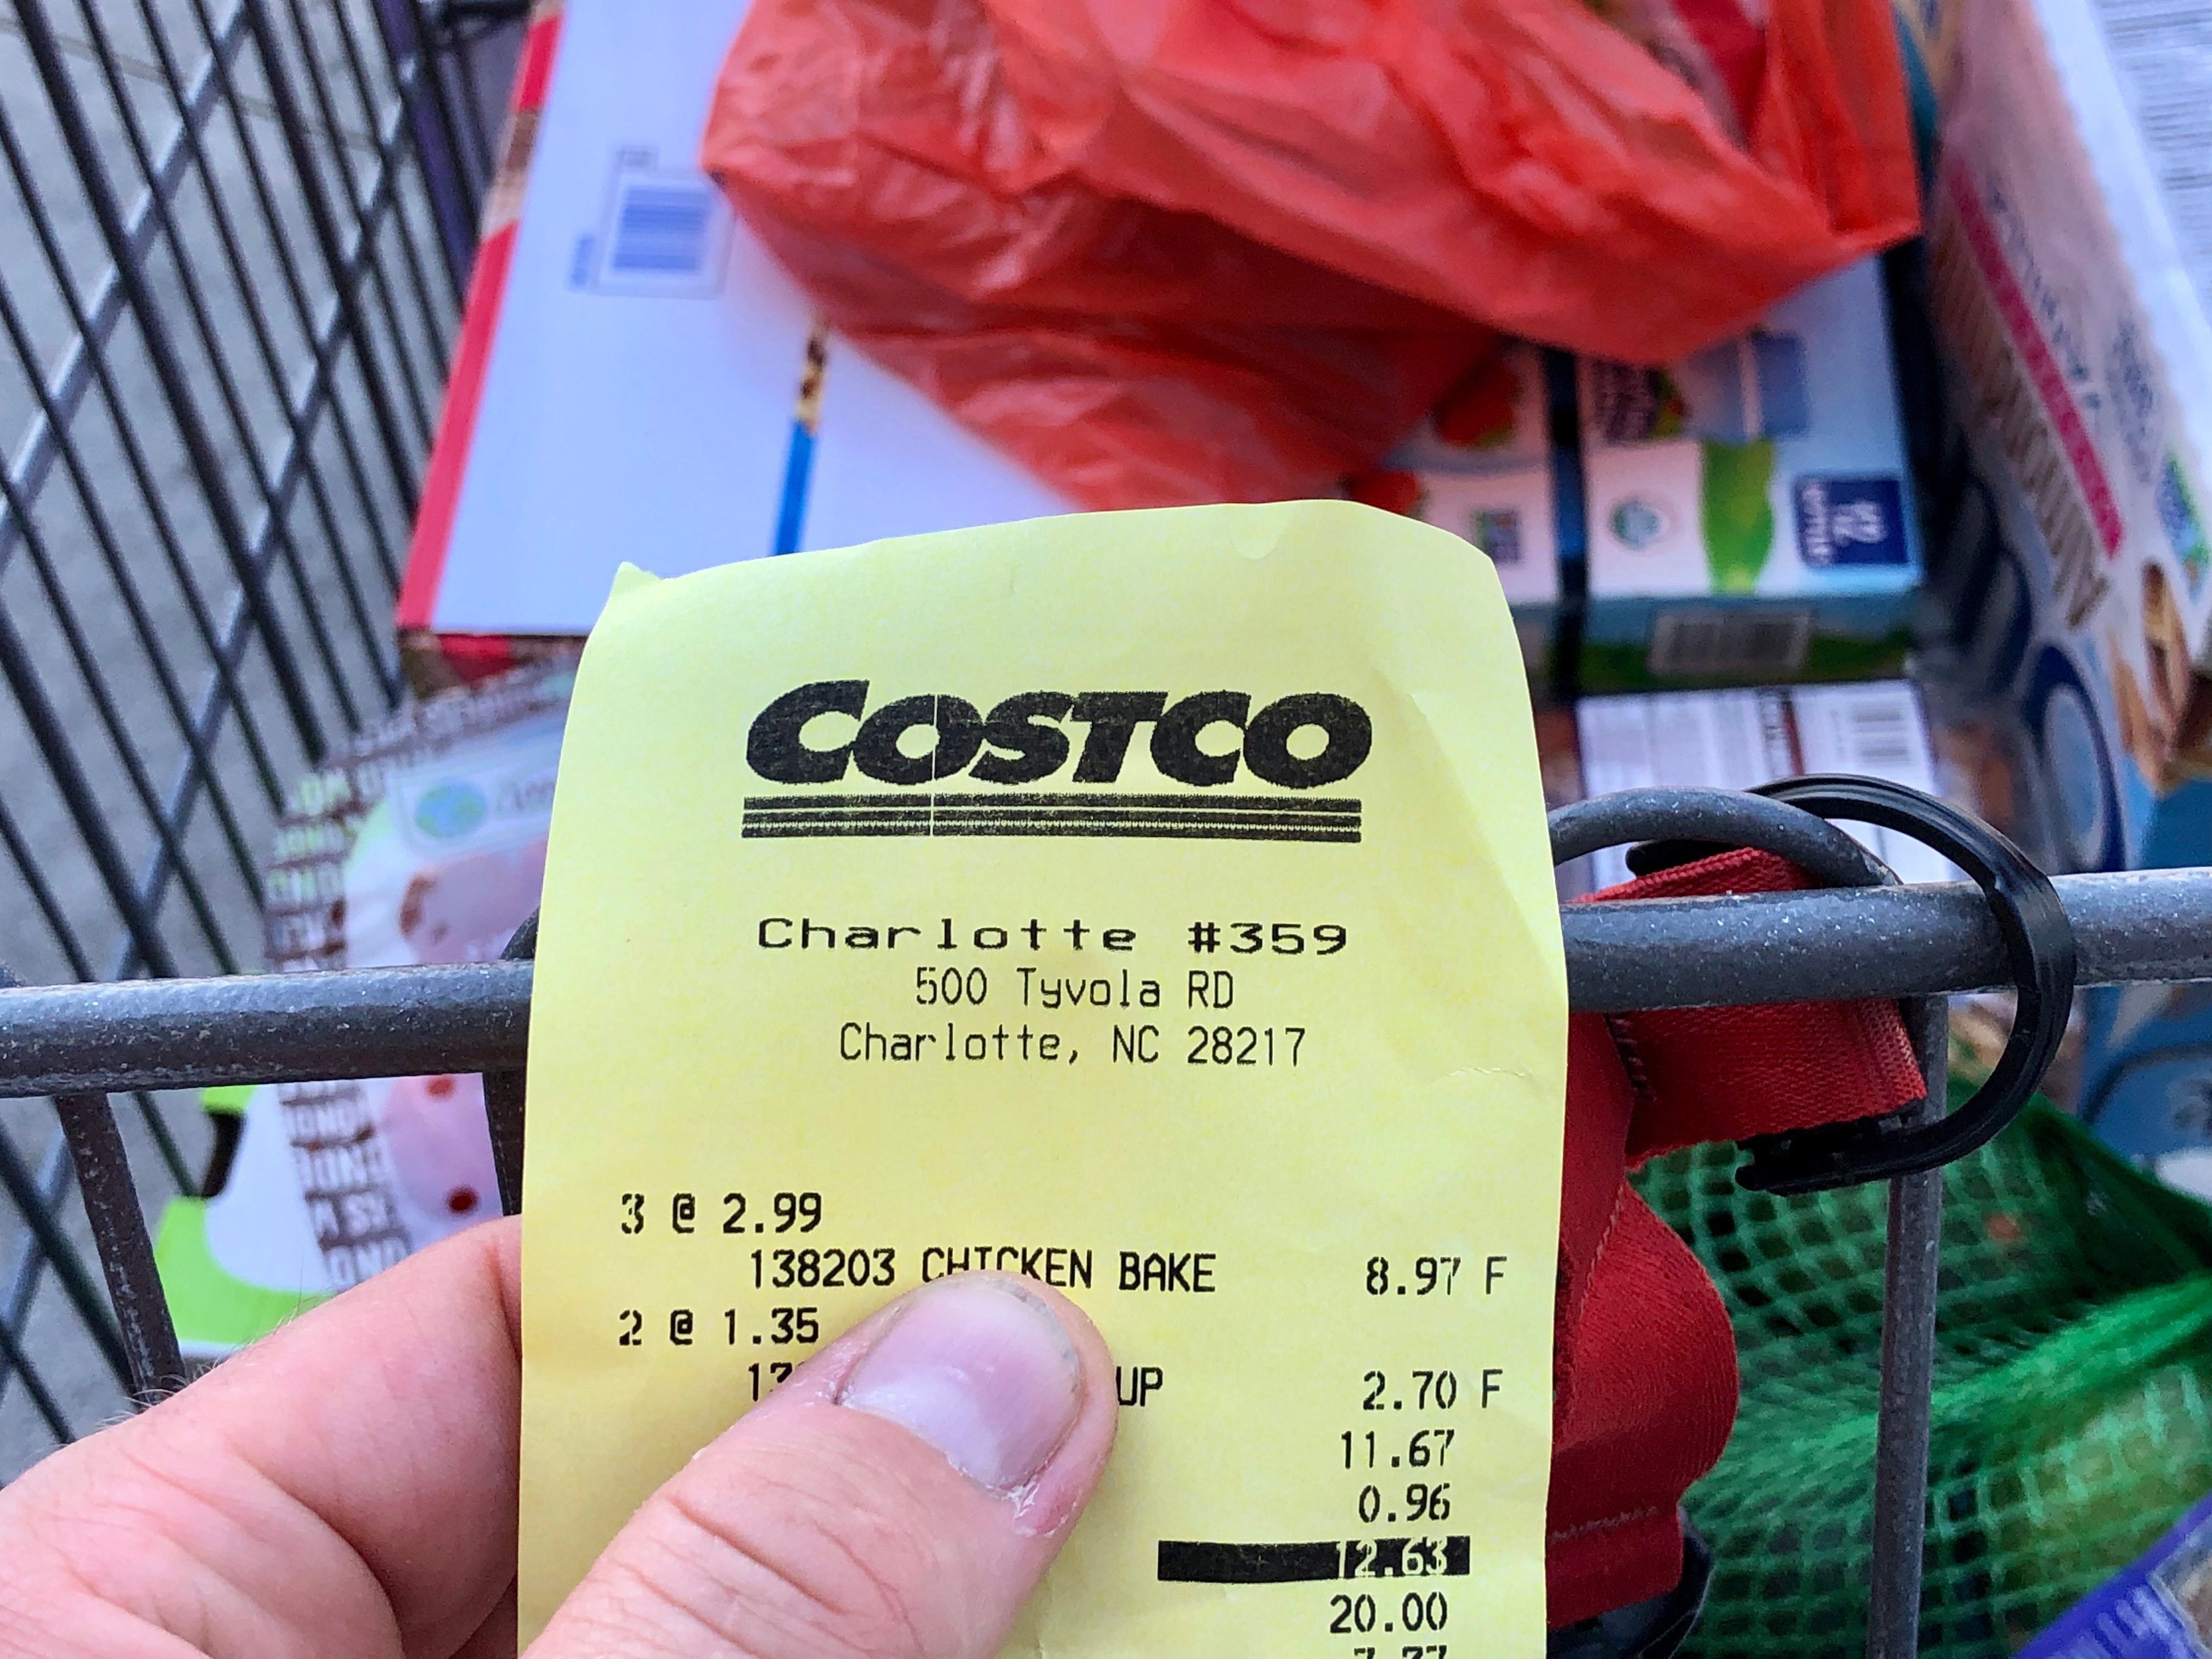 COSTCO
Charlotte #359
500 Tyvola RD
Charlotte, NC 28217
3 @ 2.99
138203 CHICKEN BAKE 8.97 F
2 @ 1.35
UP 2.70 F
11.67
0.96
12.63
20.00